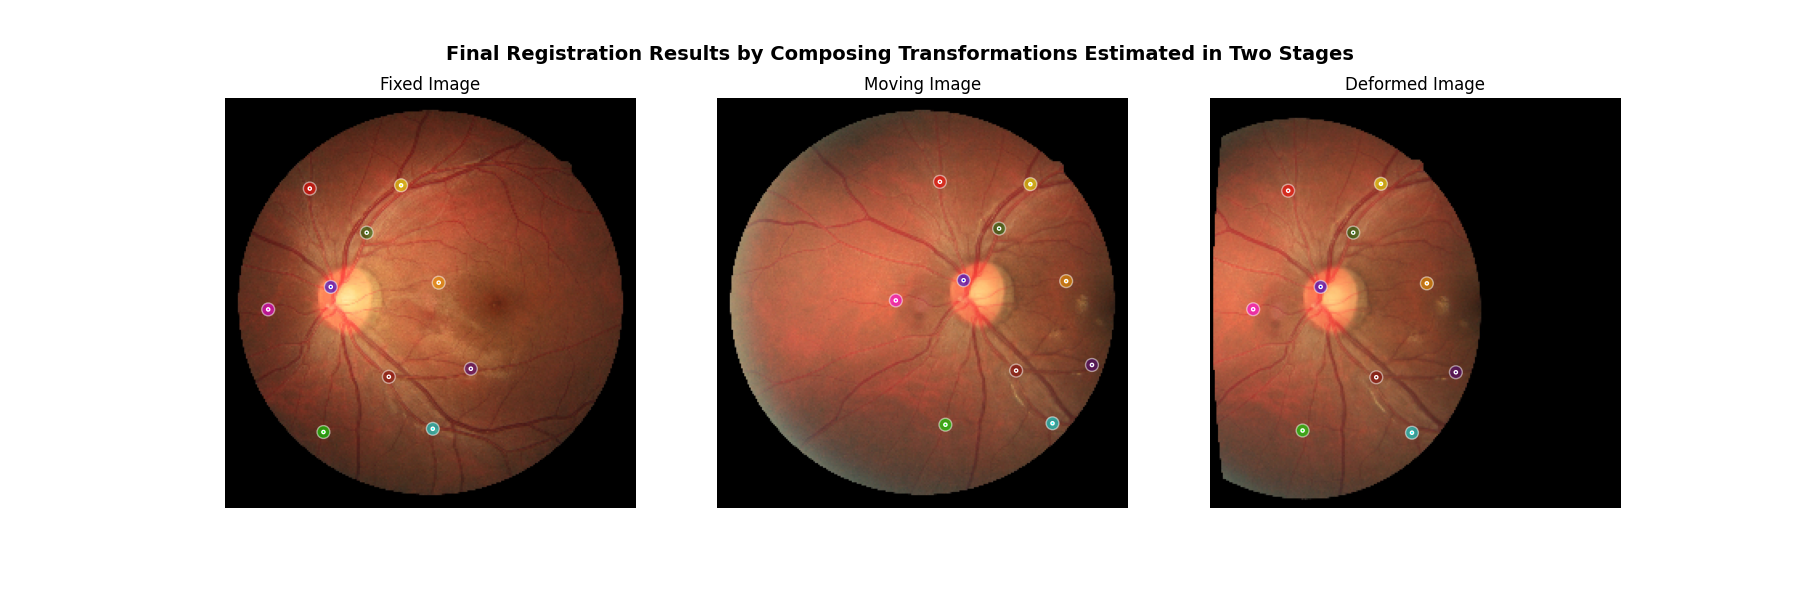 Final Registration Results by Composing Transformations Estimated in Two Stages
Fixed Image
Moving Image
Deformed Image